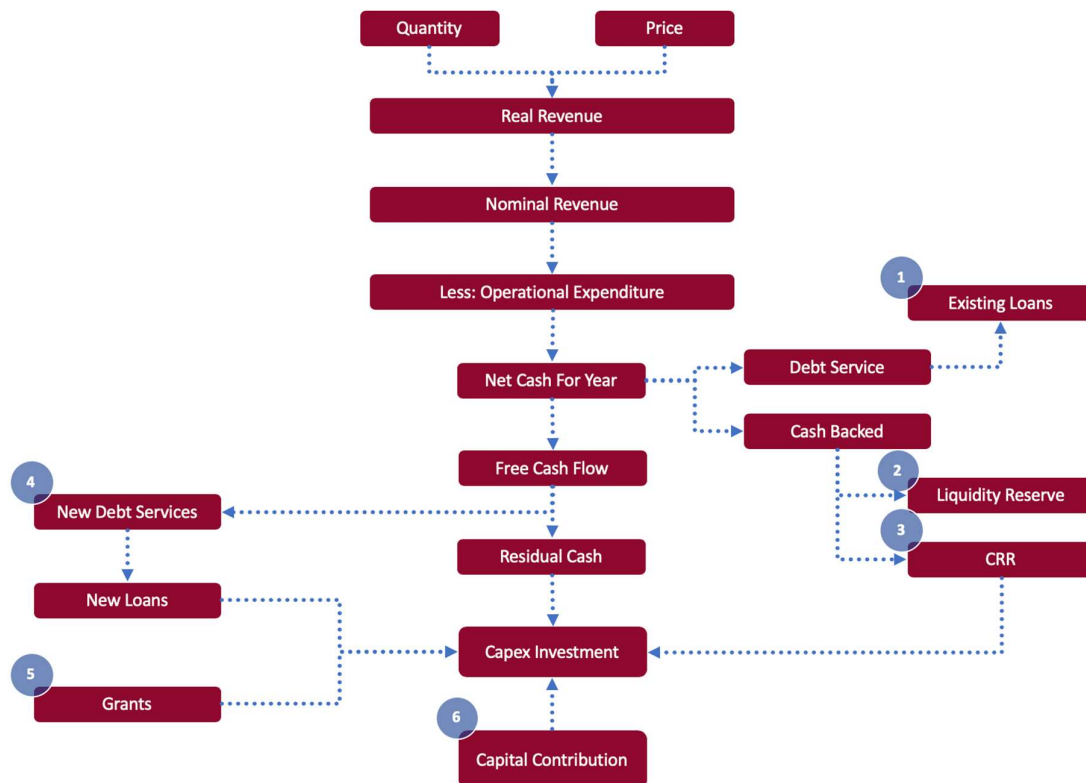 Quantity
Price
Real Revenue
Nominal Revenue
Less: Operational Expenditure
1
Existing Loans
Net Cash For Year
Debt Service
Cash Backed
Free Cash Flow
2
Liquidity Reserve
4
New Debt Services
3
CRR
Residual Cash
New Loans
Capex Investment
5
Grants
6
Capital Contribution